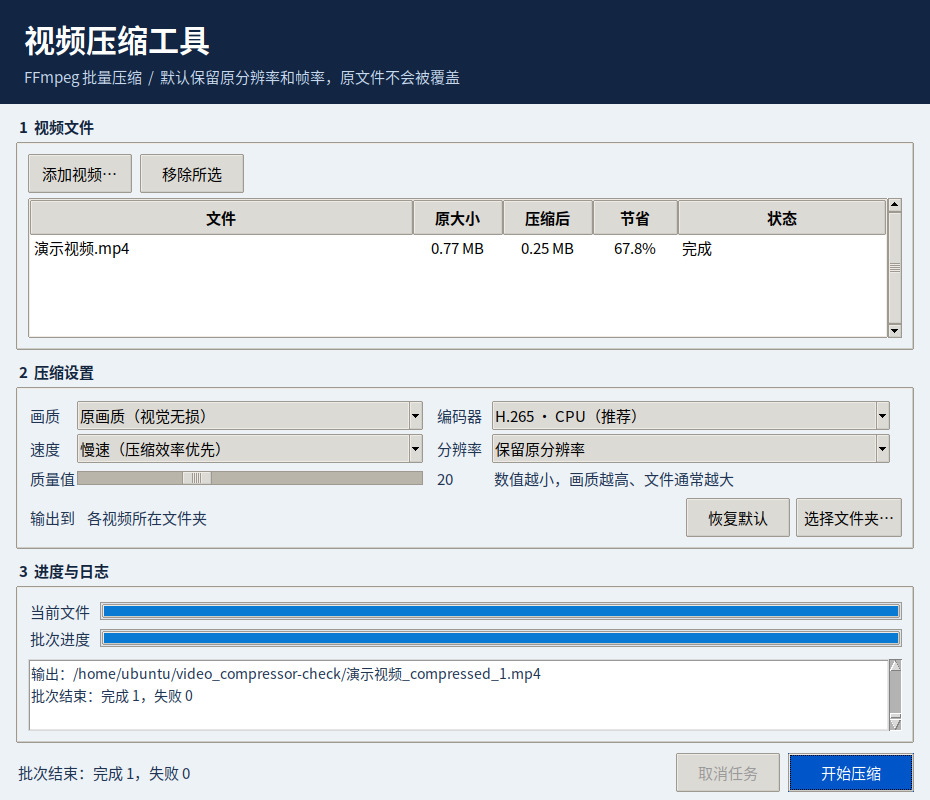 视频压缩工具
FFmpeg 批量压缩 / 默认保留原分辨率和帧率，原文件不会被覆盖
1 视频文件
添加视频… 移除所选
文件 原大小 压缩后 节省 状态
演示视频.mp4 0.77 MB 0.25 MB 67.8% 完成
2 压缩设置
画质 原画质（视觉无损） 编码器 H.265 · CPU（推荐）
速度 慢速（压缩效率优先） 分辨率 保留原分辨率
质量值 20 数值越小，画质越高、文件通常越大
输出到 各视频所在文件夹 恢复默认 选择文件夹…
3 进度与日志
当前文件
批次进度
输出：/home/ubuntu/video_compressor-check/演示视频_compressed_1.mp4
批次结束：完成 1，失败 0
批次结束：完成 1，失败 0 取消任务 开始压缩